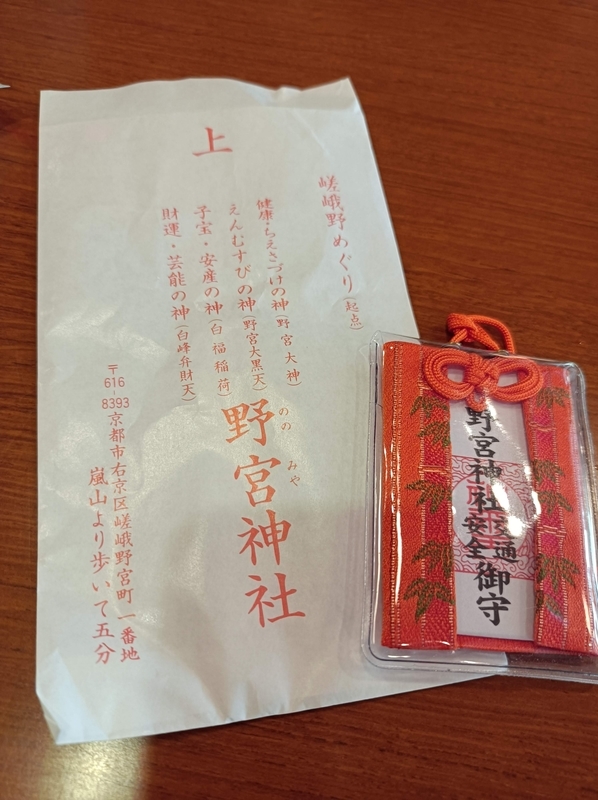 上
嵯峨野めぐり(起点)
健康・ちえさづけの神(野宮大神)
えんむすびの神(野宮大黒天)
子宝・安産の神(白福稲荷)
財運・芸能の神(白峰弁財天)
野宮神社
ののみや
〒616
8393
京都市右京区嵯峨野宮町一番地
嵐山より歩いて五分
野宮神社交通安全御守